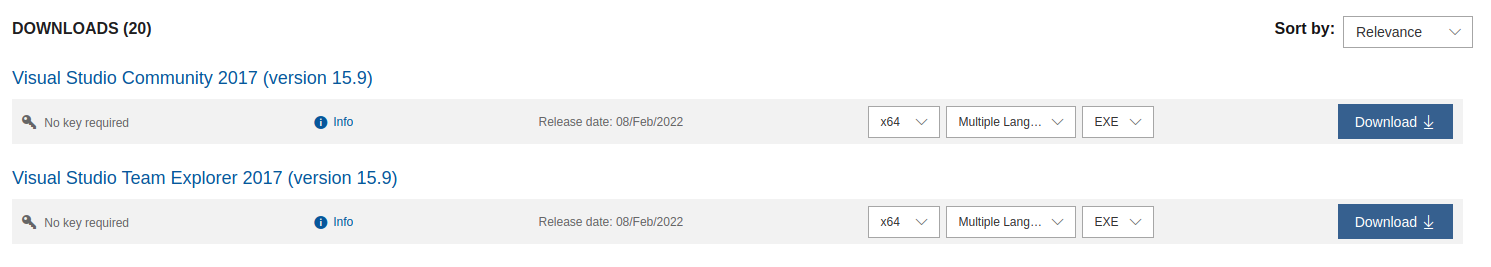 DOWNLOADS (20)
Sort by: Relevance
Visual Studio Community 2017 (version 15.9)
No key required Info Release date: 08/Feb/2022 x64 Multiple Lang… EXE Download
Visual Studio Team Explorer 2017 (version 15.9)
No key required Info Release date: 08/Feb/2022 x64 Multiple Lang… EXE Download